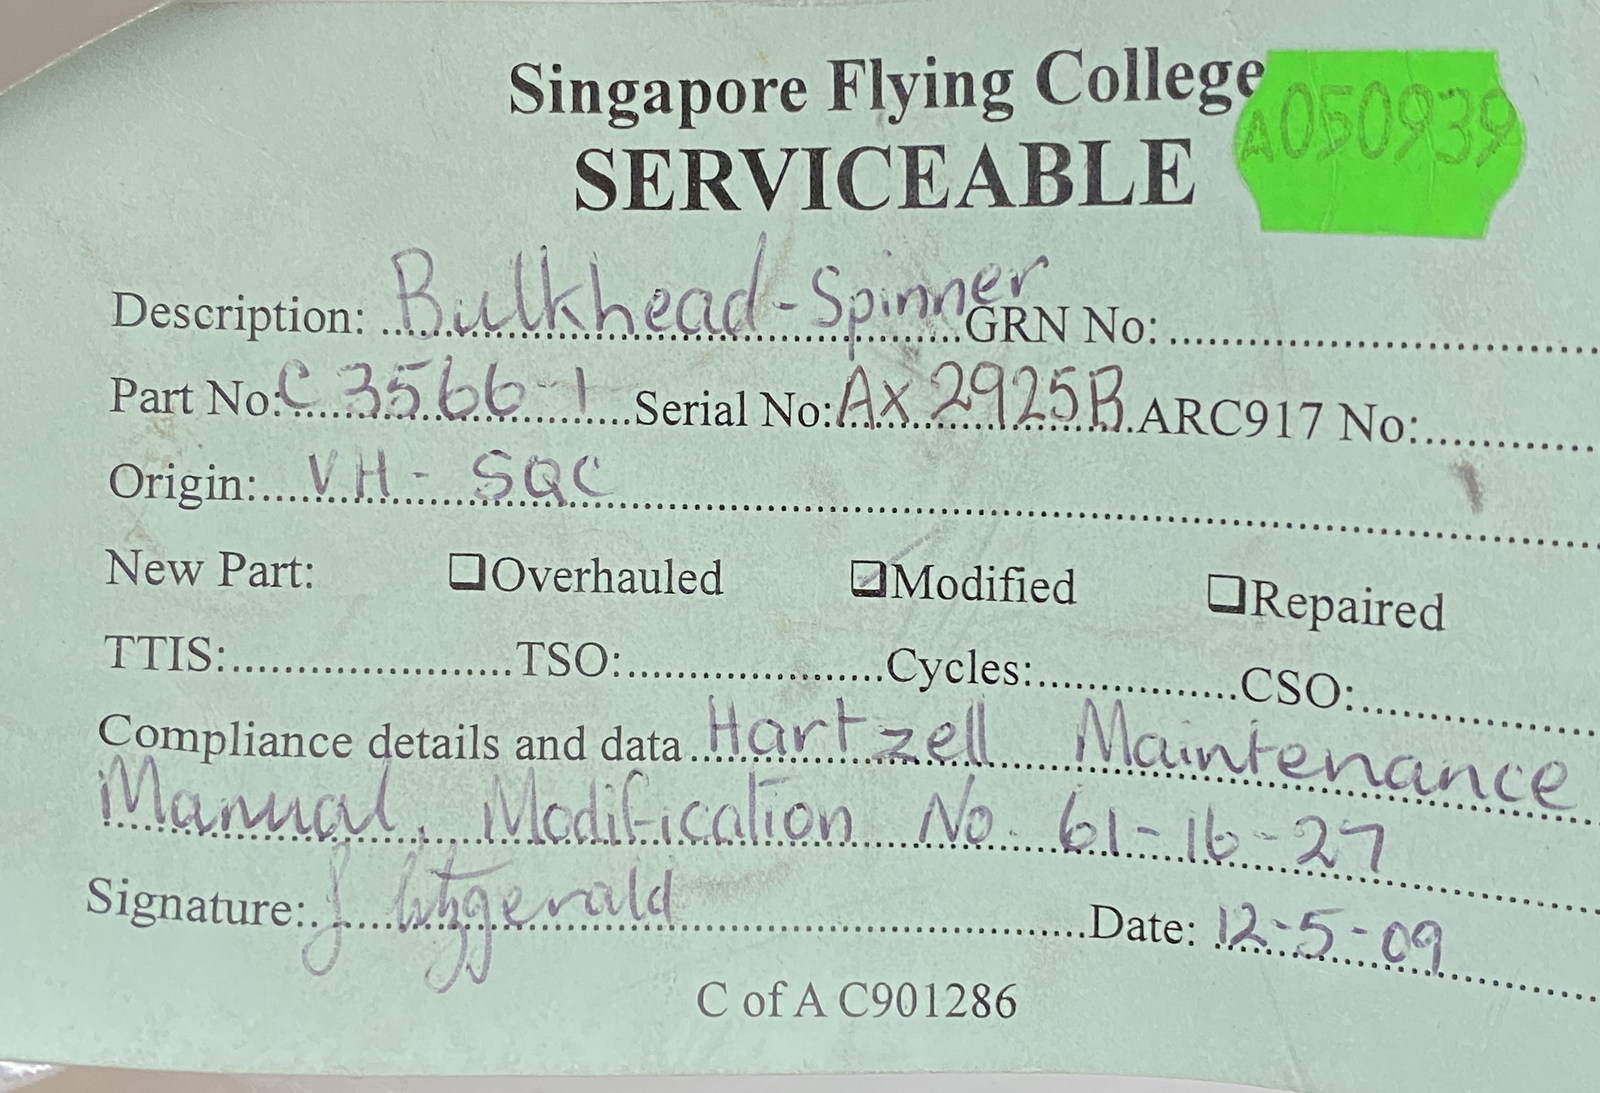 Singapore Flying College
A050939
SERVICEABLE
Description: Bulkhead-Spinner GRN No:
Part No: C 3566-1 Serial No: AX 2925B ARC917 No:
Origin: VH-SQC
New Part: ☐Overhauled ☑Modified ☐Repaired
TTIS: TSO: Cycles: CSO:
Compliance details and data Hartzell Maintenance
Manual, Modification No. 61-16-27
Signature: J Fitzgerald Date: 12-5-09
C of A C901286